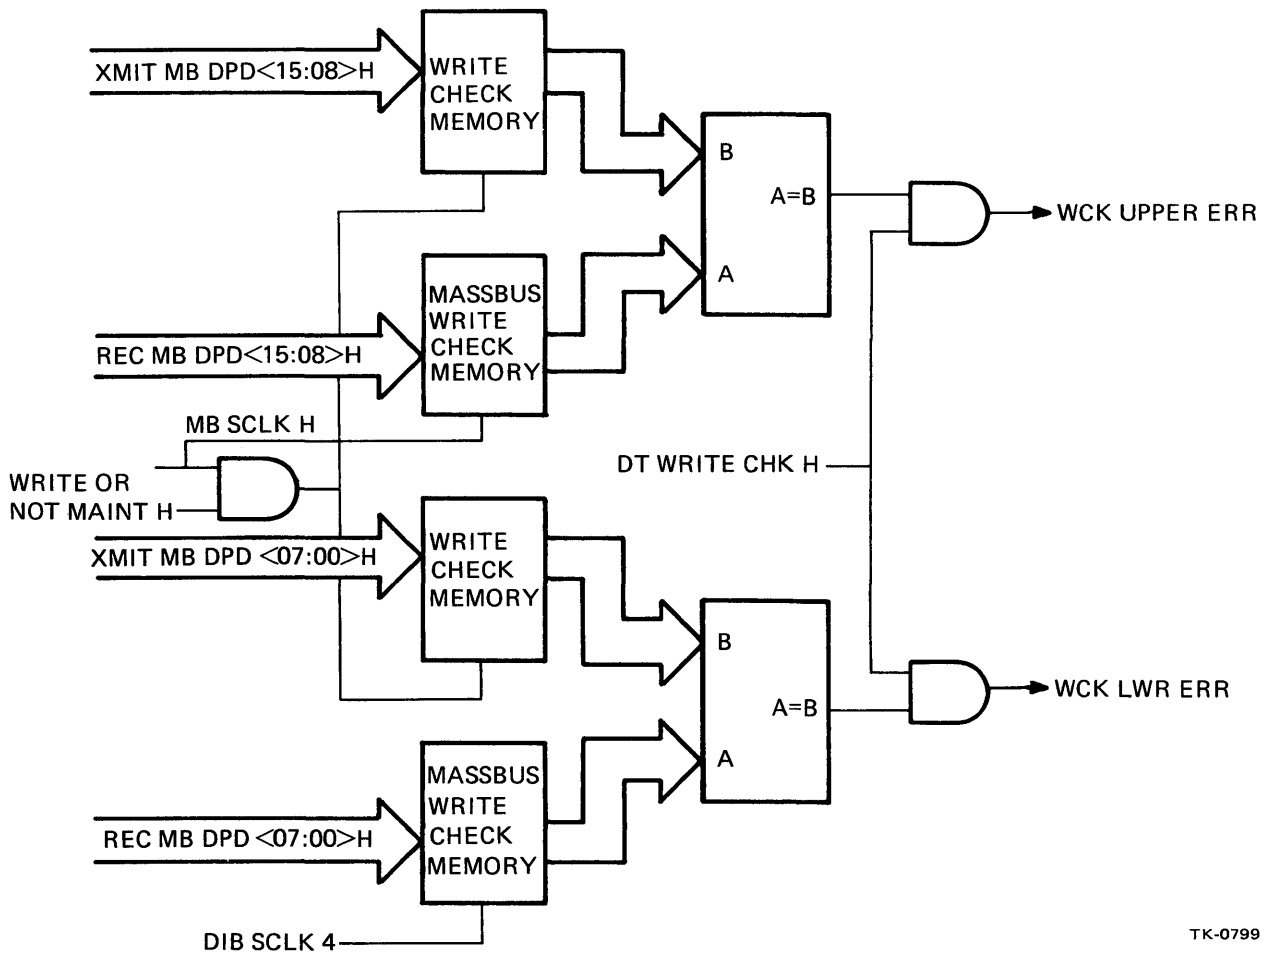 XMIT MB DPD<15:08>H
WRITE
CHECK
MEMORY
B
A=B
WCK UPPER ERR
A
MASSBUS
WRITE
CHECK
MEMORY
REC MB DPD<15:08>H
MB SCLK H
WRITE OR
NOT MAINT H
DT WRITE CHK H
XMIT MB DPD <07:00>H
WRITE
CHECK
MEMORY
B
A=B
WCK LWR ERR
A
MASSBUS
WRITE
CHECK
MEMORY
REC MB DPD <07:00>H
DIB SCLK 4
TK-0799